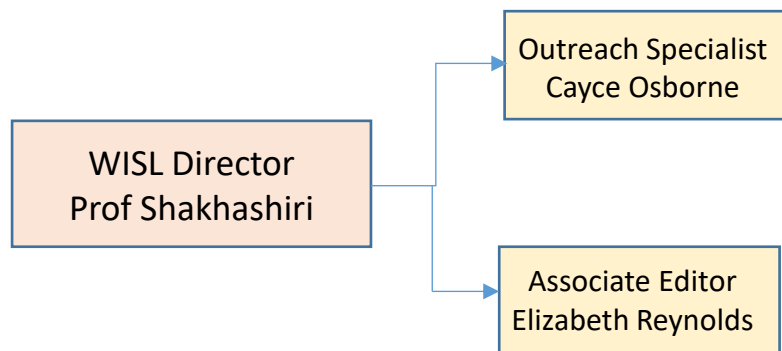 Outreach Specialist
Cayce Osborne
WISL Director
Prof Shakhashiri
Associate Editor
Elizabeth Reynolds